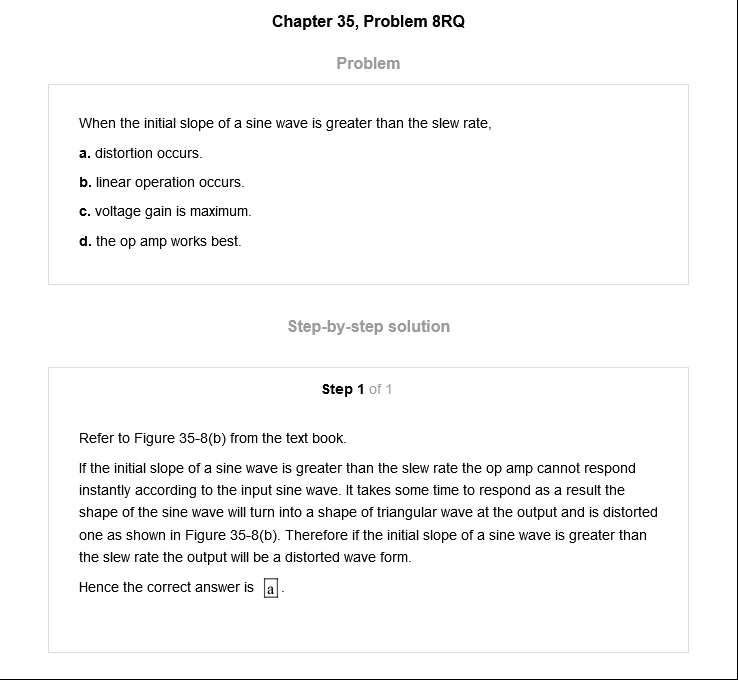 Chapter 35, Problem 8RQ
Problem
When the initial slope of a sine wave is greater than the slew rate,
a. distortion occurs.
b. linear operation occurs.
c. voltage gain is maximum.
d. the op amp works best.
Step-by-step solution
Step 1 of 1
Refer to Figure 35-8(b) from the text book.
If the initial slope of a sine wave is greater than the slew rate the op amp cannot respond
instantly according to the input sine wave. It takes some time to respond as a result the
shape of the sine wave will turn into a shape of triangular wave at the output and is distorted
one as shown in Figure 35-8(b). Therefore if the initial slope of a sine wave is greater than
the slew rate the output will be a distorted wave form.
Hence the correct answer is a.